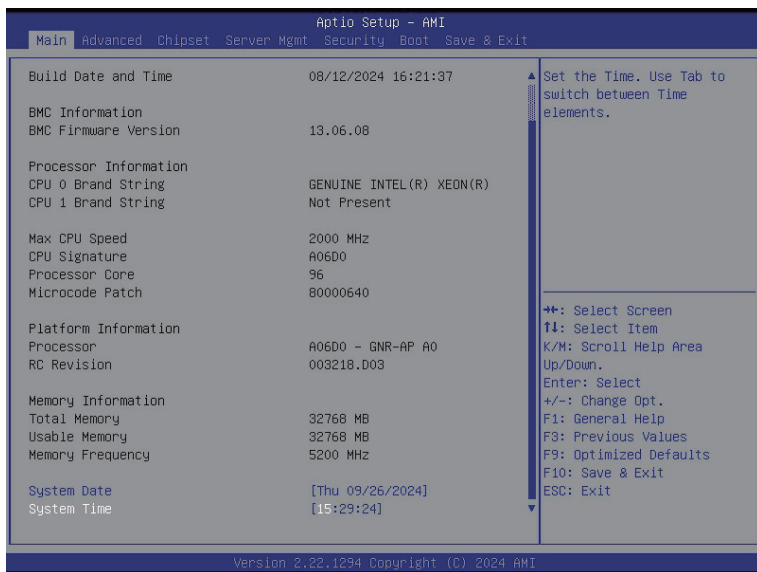 Aptio Setup - AMI
Main Advanced Chipset Server Mgmt Security Boot Save & Exit
Build Date and Time 08/12/2024 16:21:37
BMC Information
BMC Firmware Version 13.06.08
Processor Information
CPU 0 Brand String GENUINE INTEL(R) XEON(R)
CPU 1 Brand String Not Present
Max CPU Speed 2000 MHz
CPU Signature A06D0
Processor Core 96
Microcode Patch 80000640
Platform Information
Processor A06D0 - GNR-AP A0
RC Revision 003218.D03
Memory Information
Total Memory 32768 MB
Usable Memory 32768 MB
Memory Frequency 5200 MHz
System Date [Thu 09/26/2024]
System Time [15:29:24]
Set the Time. Use Tab to
switch between Time
elements.
→←: Select Screen
↑↓: Select Item
K/M: Scroll Help Area
Up/Down.
Enter: Select
+/-: Change Opt.
F1: General Help
F3: Previous Values
F9: Optimized Defaults
F10: Save & Exit
ESC: Exit
Version 2.22.1294 Copyright (C) 2024 AMI